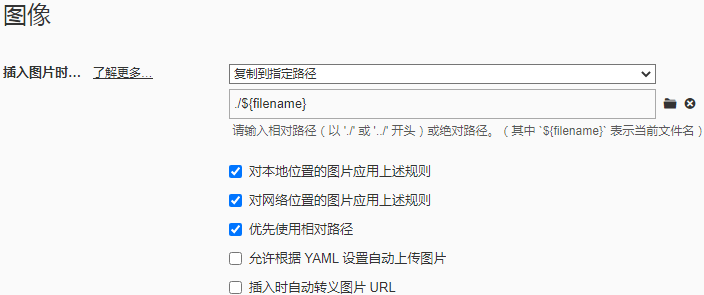 图像
插入图片时… 了解更多… 复制到指定路径
./${filename}
请输入相对路径（以 './' 或 '../' 开头）或绝对路径。（其中 `${filename}` 表示当前文件名）
对本地位置的图片应用上述规则
对网络位置的图片应用上述规则
优先使用相对路径
允许根据 YAML 设置自动上传图片
插入时自动转义图片 URL